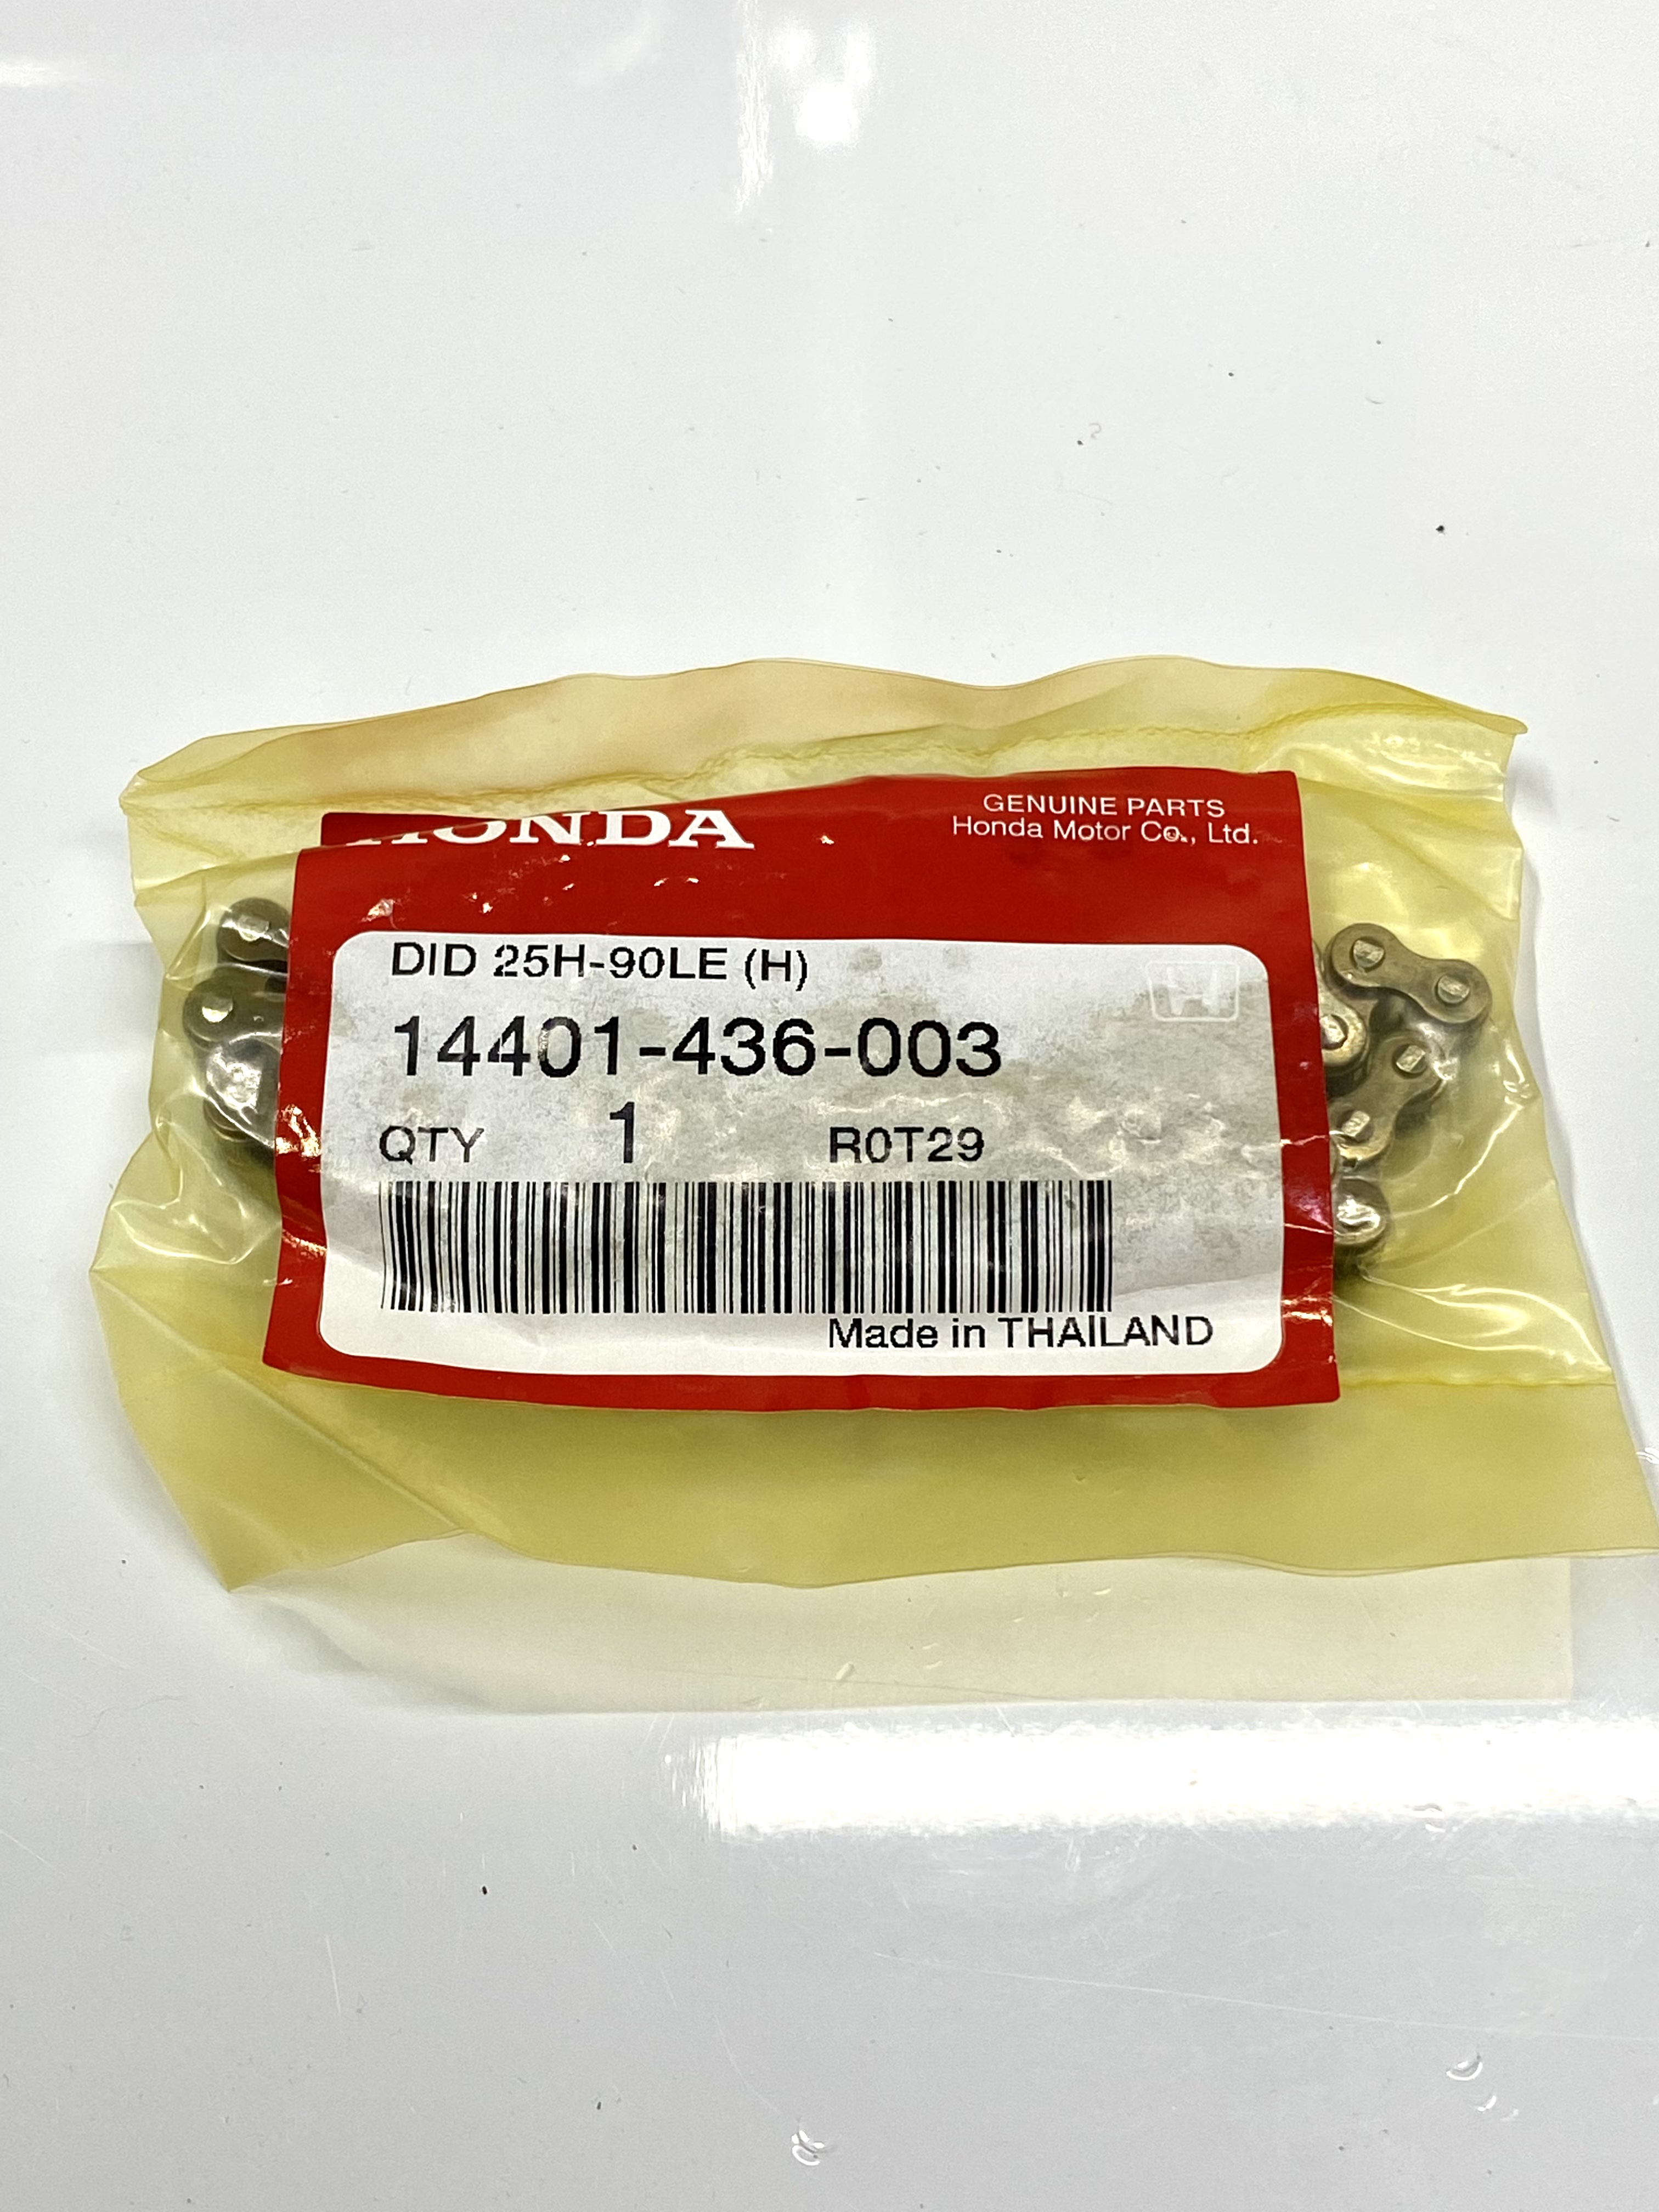 HONDA
GENUINE PARTS
Honda Motor Co., Ltd.
DID 25H-90LE (H)
14401-436-003
QTY 1 R0T29
Made in THAILAND